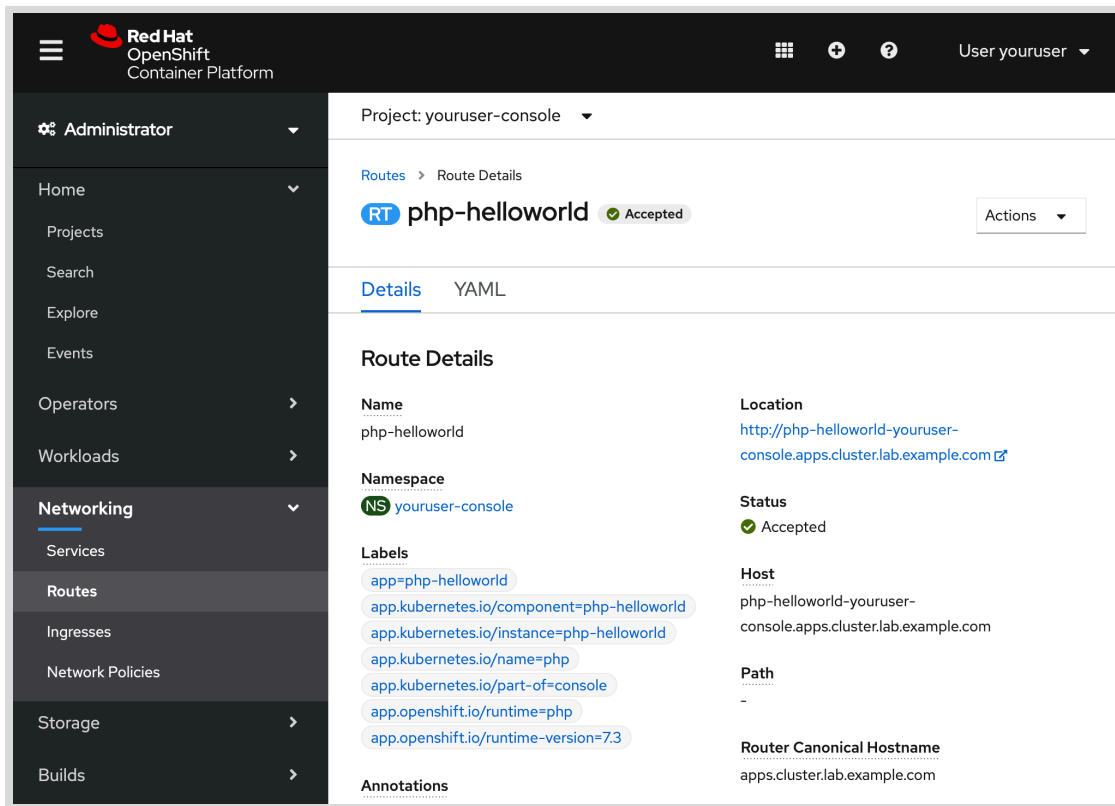 Red Hat
OpenShift
Container Platform
User youruser
Administrator
Home
Projects
Search
Explore
Events
Operators
Workloads
Networking
Services
Routes
Ingresses
Network Policies
Storage
Builds
Project: youruser-console
Routes > Route Details
RT php-helloworld Accepted
Actions
Details YAML
Route Details
Name
php-helloworld
Namespace
NS youruser-console
Labels
app=php-helloworld
app.kubernetes.io/component=php-helloworld
app.kubernetes.io/instance=php-helloworld
app.kubernetes.io/name=php
app.kubernetes.io/part-of=console
app.openshift.io/runtime=php
app.openshift.io/runtime-version=7.3
Annotations
Location
http://php-helloworld-youruser-
console.apps.cluster.lab.example.com
Status
Accepted
Host
php-helloworld-youruser-
console.apps.cluster.lab.example.com
Path
-
Router Canonical Hostname
apps.cluster.lab.example.com